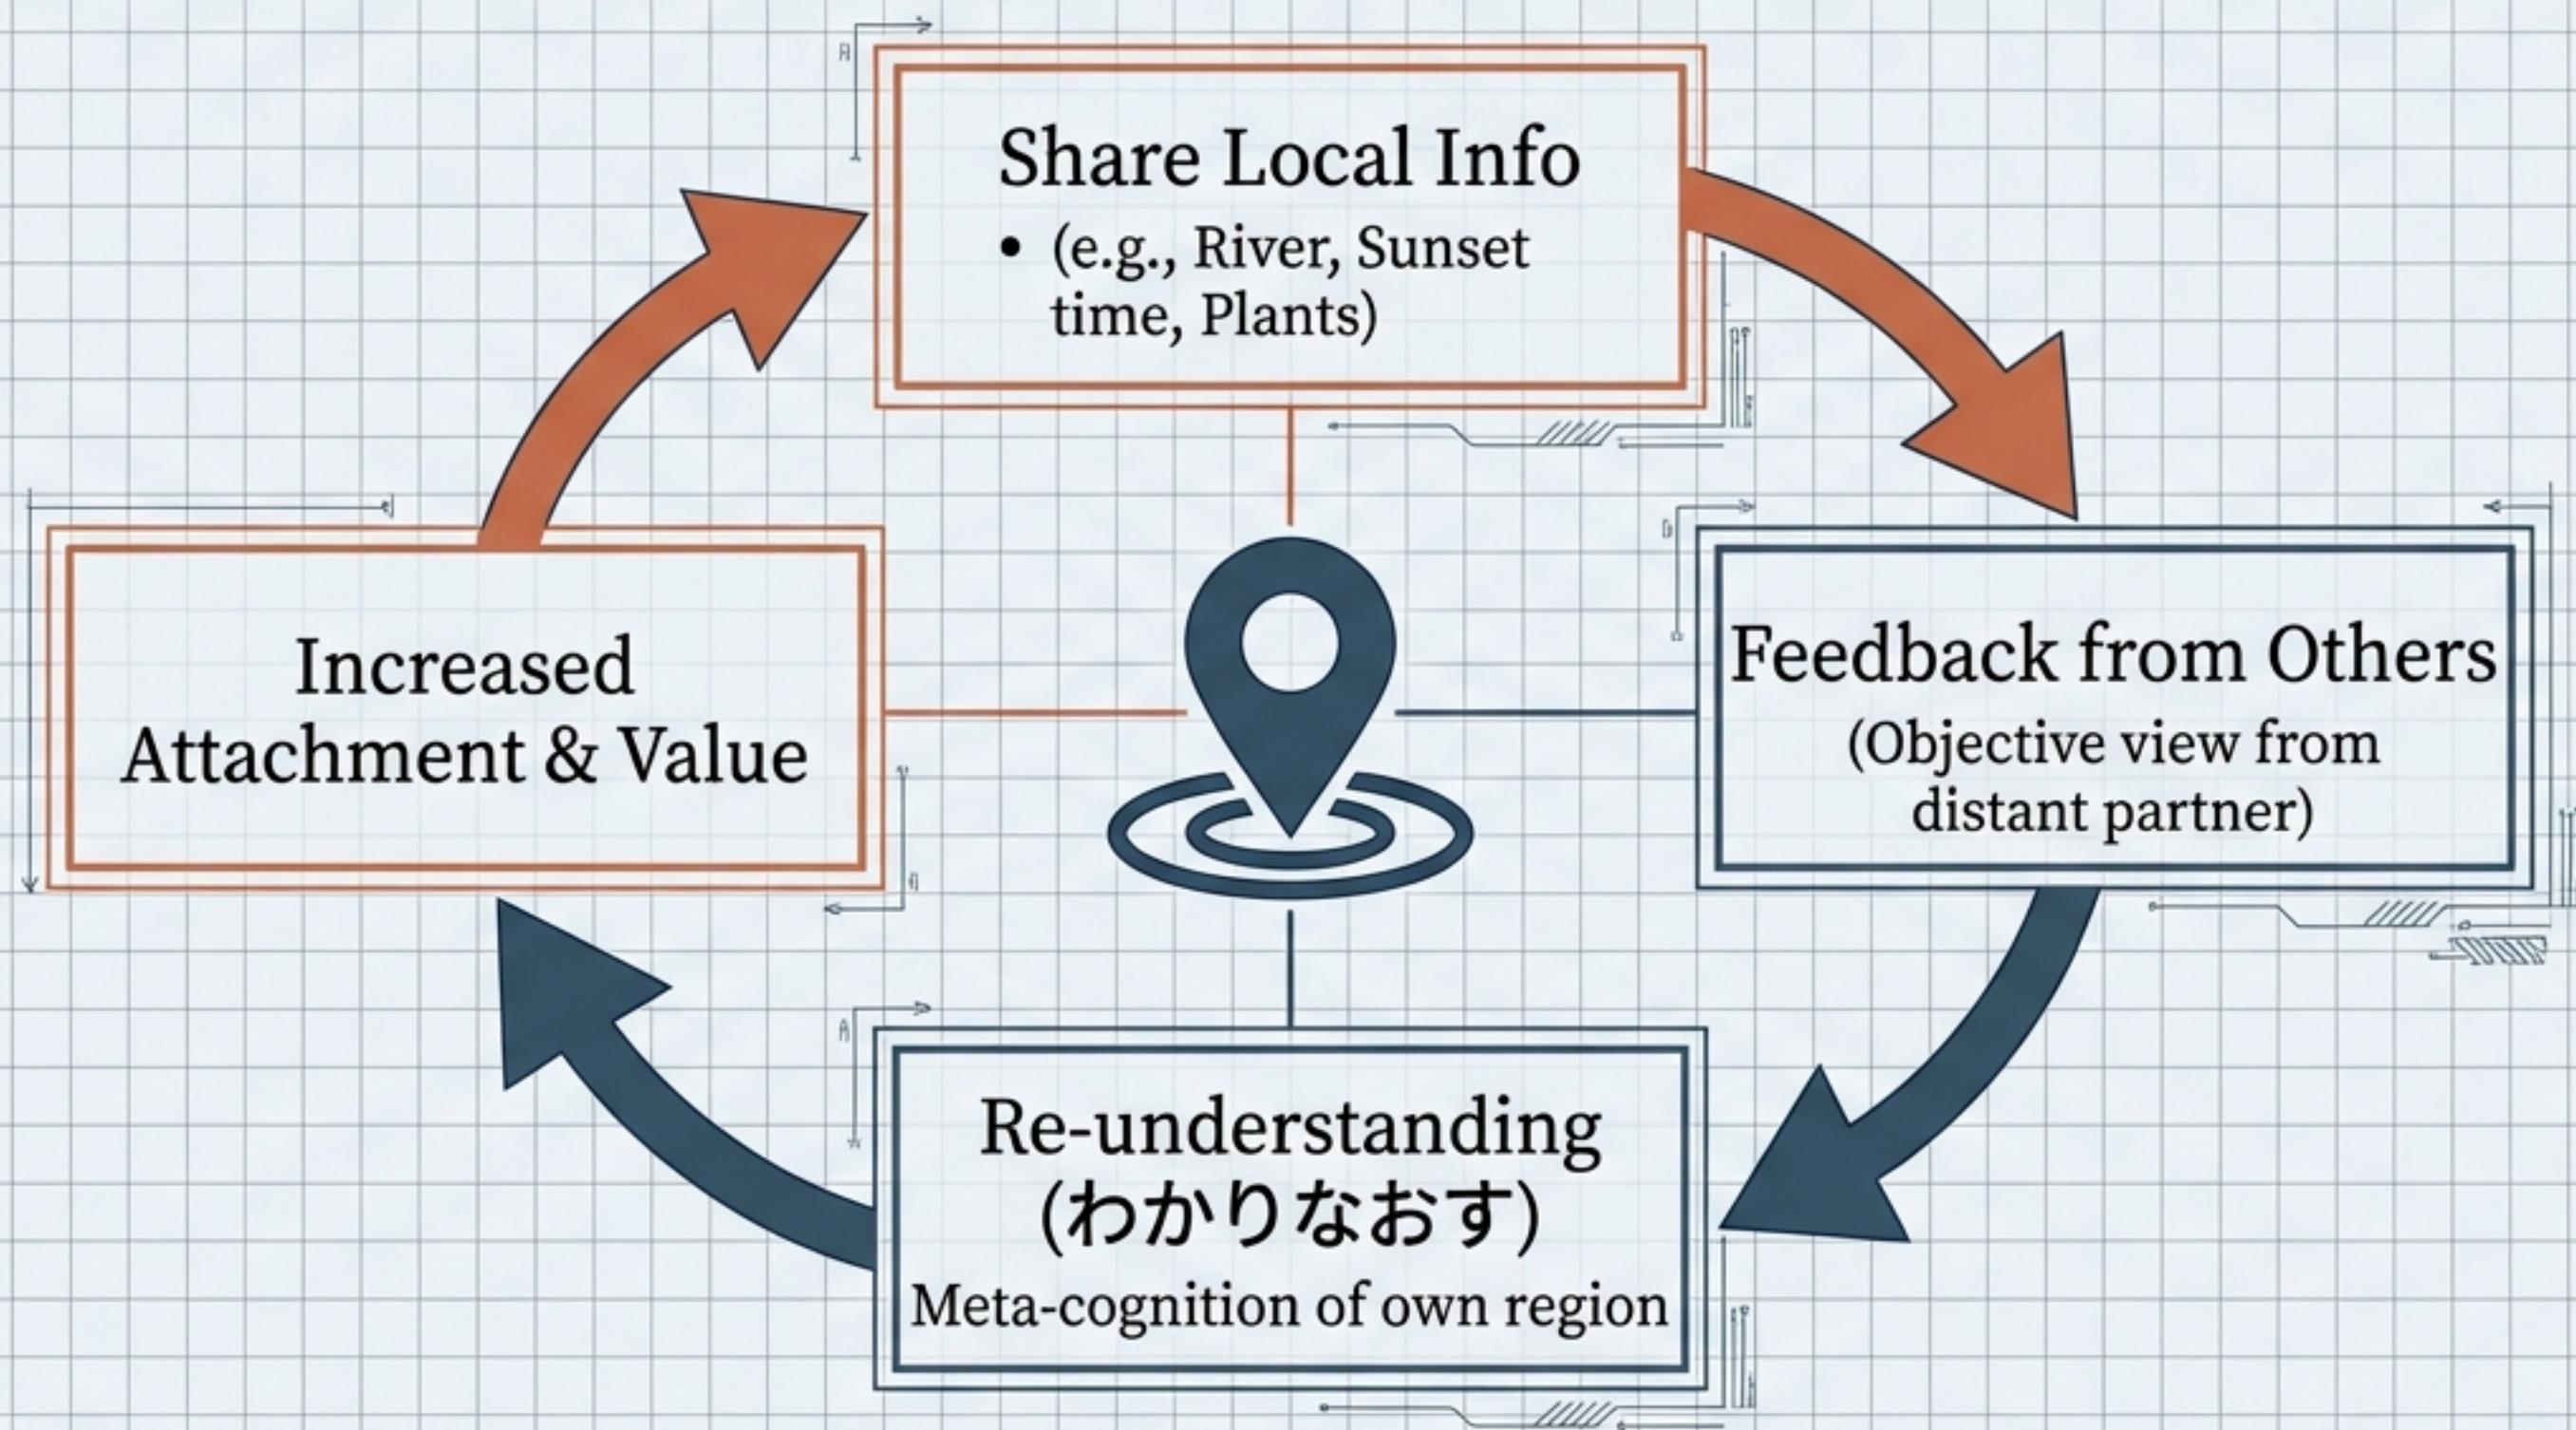 Share Local Info
• (e.g., River, Sunset
time, Plants)
Increased
Attachment & Value
Feedback from Others
(Objective view from
distant partner)
Re-understanding
(わかりなおす)
Meta-cognition of own region